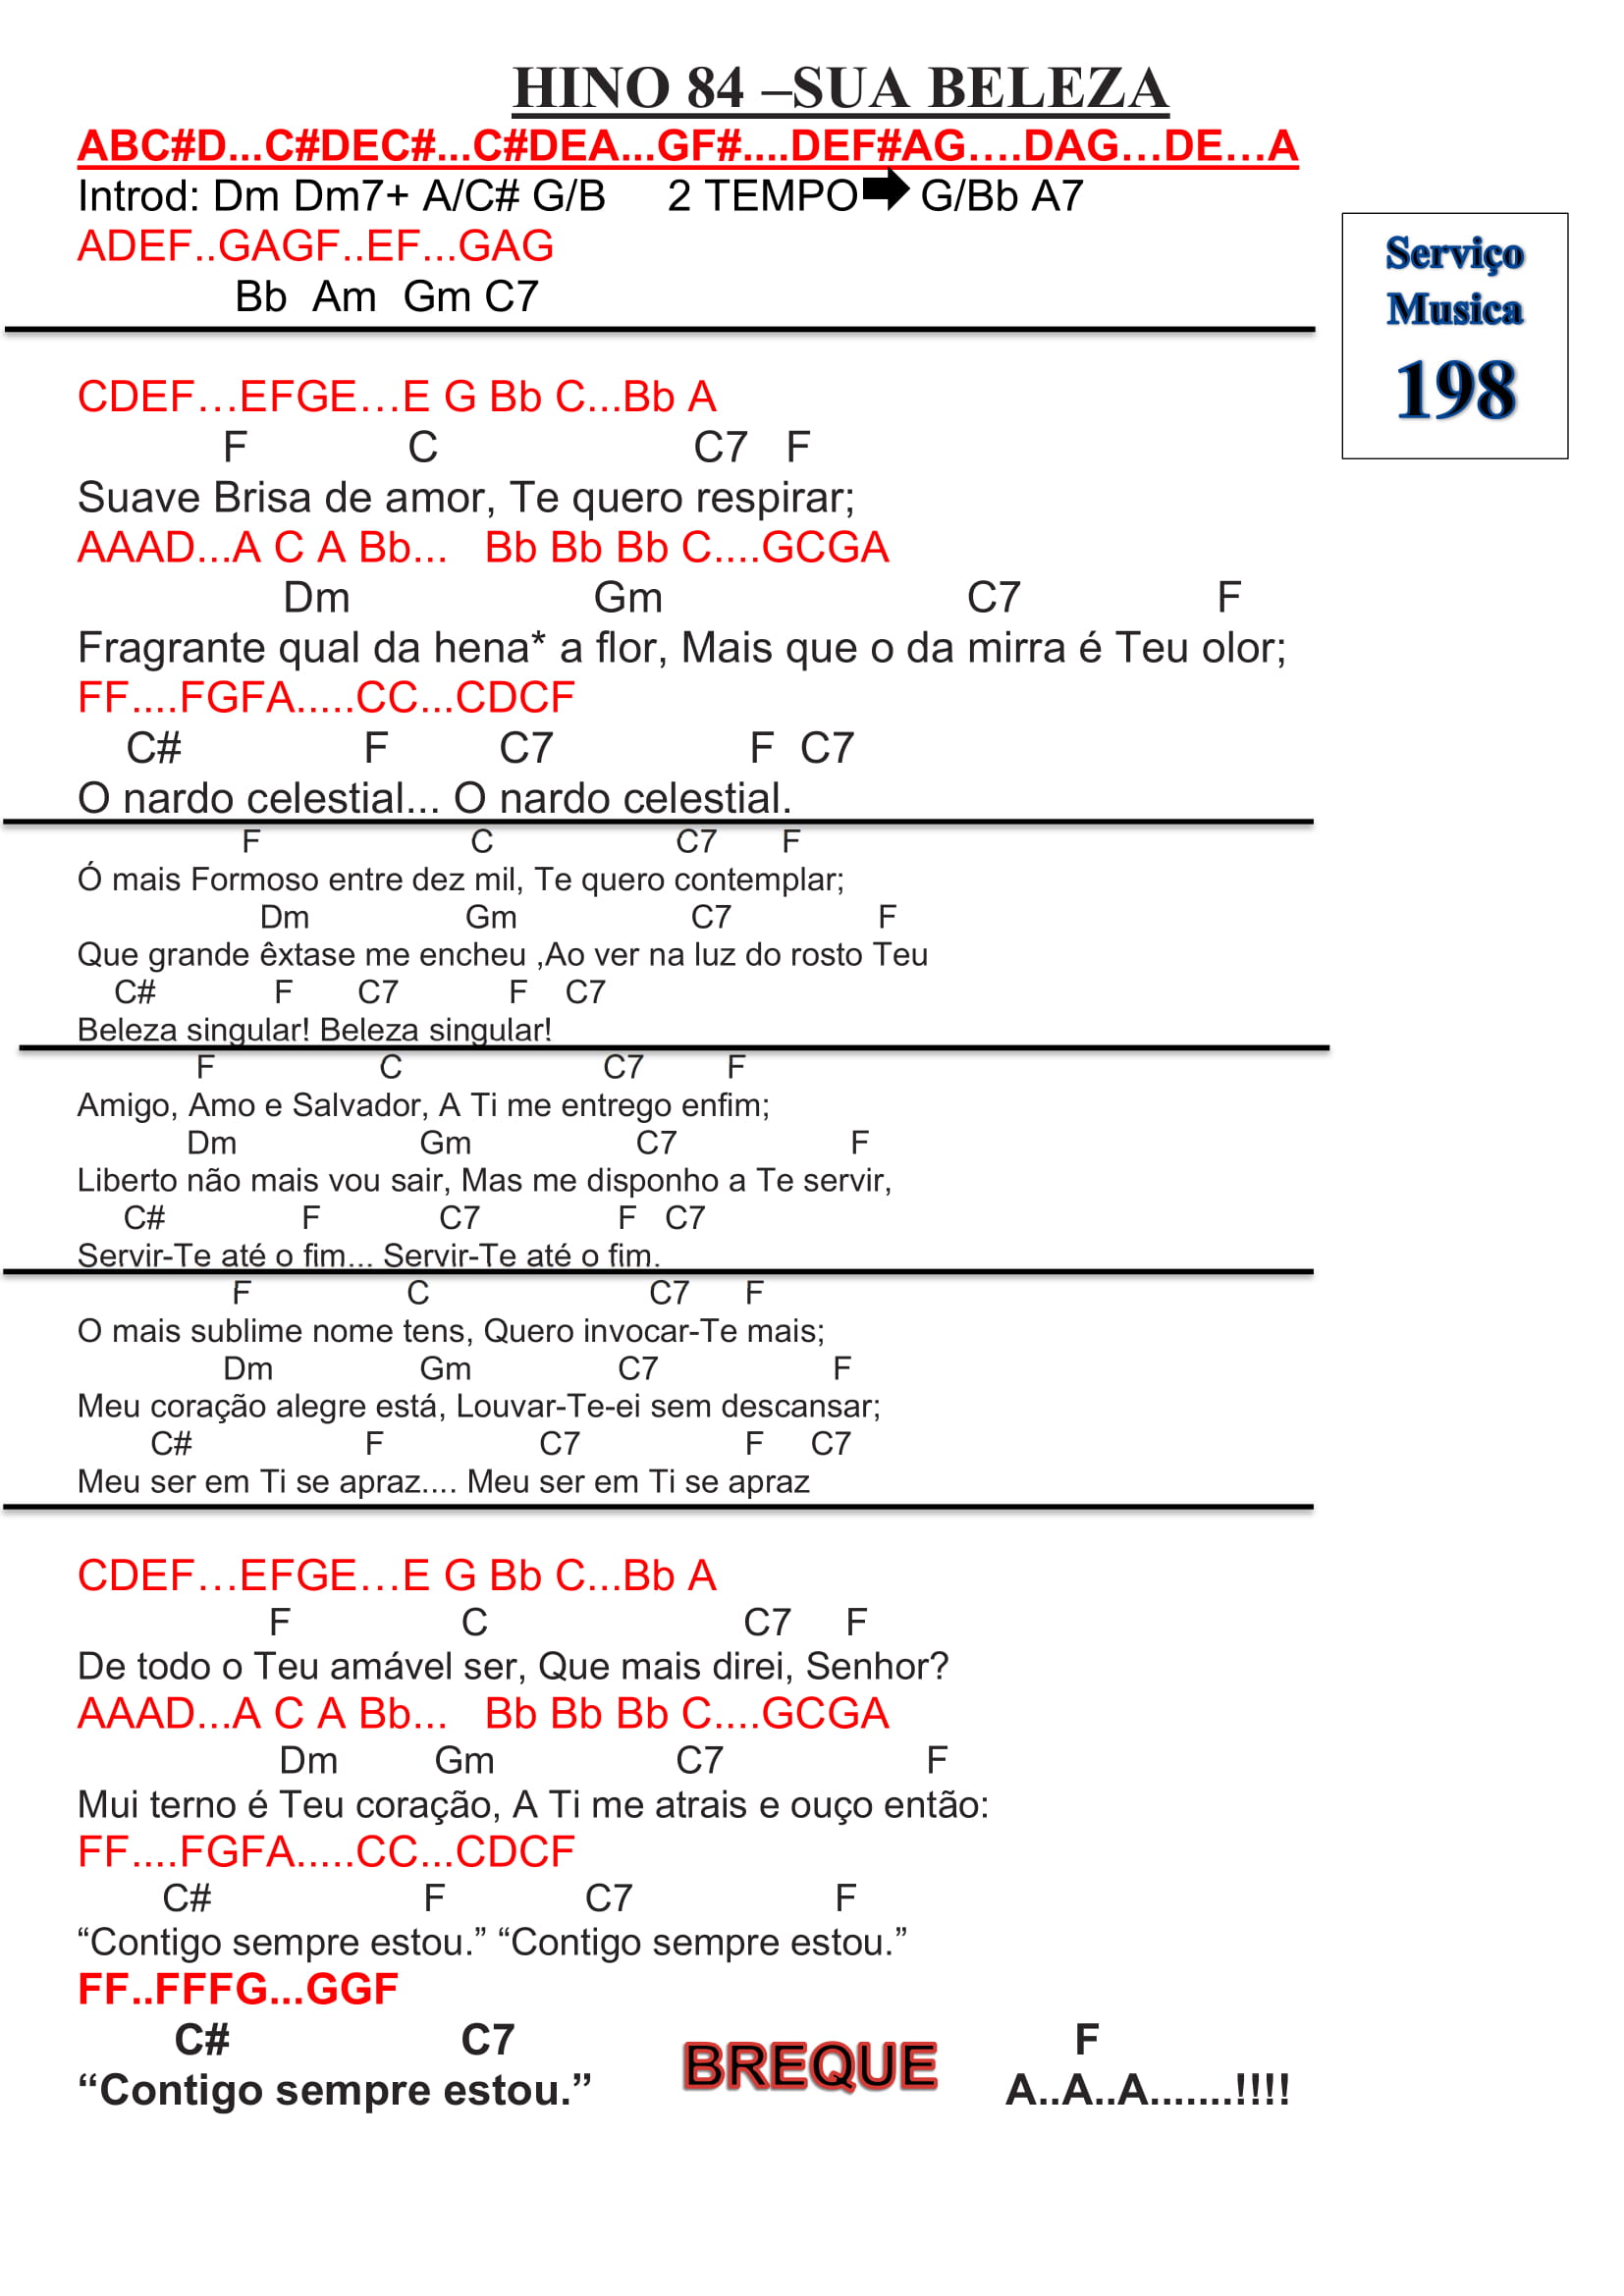 HINO 84 –SUA BELEZA
ABC#D...C#DEC#...C#DEA...GF#....DEF#AG....DAG...DE...A
Introd: Dm Dm7+ A/C# G/B 2 TEMPO G/Bb A7
ADEF..GAGF..EF...GAG
Bb Am Gm C7
Serviço
Musica
198
CDEF...EFGE...E G Bb C...Bb A
F C C7 F
Suave Brisa de amor, Te quero respirar;
AAAD...A C A Bb... Bb Bb Bb C....GCGA
Dm Gm C7 F
Fragrante qual da hena* a flor, Mais que o da mirra é Teu olor;
FF....FGFA.....CC...CDCF
C# F C7 F C7
O nardo celestial... O nardo celestial.
F C C7 F
Ó mais Formoso entre dez mil, Te quero contemplar;
Dm Gm C7 F
Que grande êxtase me encheu ,Ao ver na luz do rosto Teu
C# F C7 F C7
Beleza singular! Beleza singular!
F C C7 F
Amigo, Amo e Salvador, A Ti me entrego enfim;
Dm Gm C7 F
Liberto não mais vou sair, Mas me disponho a Te servir,
C# F C7 F C7
Servir-Te até o fim... Servir-Te até o fim.
F C C7 F
O mais sublime nome tens, Quero invocar-Te mais;
Dm Gm C7 F
Meu coração alegre está, Louvar-Te-ei sem descansar;
C# F C7 F C7
Meu ser em Ti se apraz.... Meu ser em Ti se apraz
CDEF...EFGE...E G Bb C...Bb A
F C C7 F
De todo o Teu amável ser, Que mais direi, Senhor?
AAAD...A C A Bb... Bb Bb Bb C....GCGA
Dm Gm C7 F
Mui terno é Teu coração, A Ti me atrais e ouço então:
FF....FGFA.....CC...CDCF
C# F C7 F
“Contigo sempre estou.” “Contigo sempre estou.”
FF..FFFG...GGF
C# C7 F
“Contigo sempre estou.” BREQUE A..A..A.......!!!!